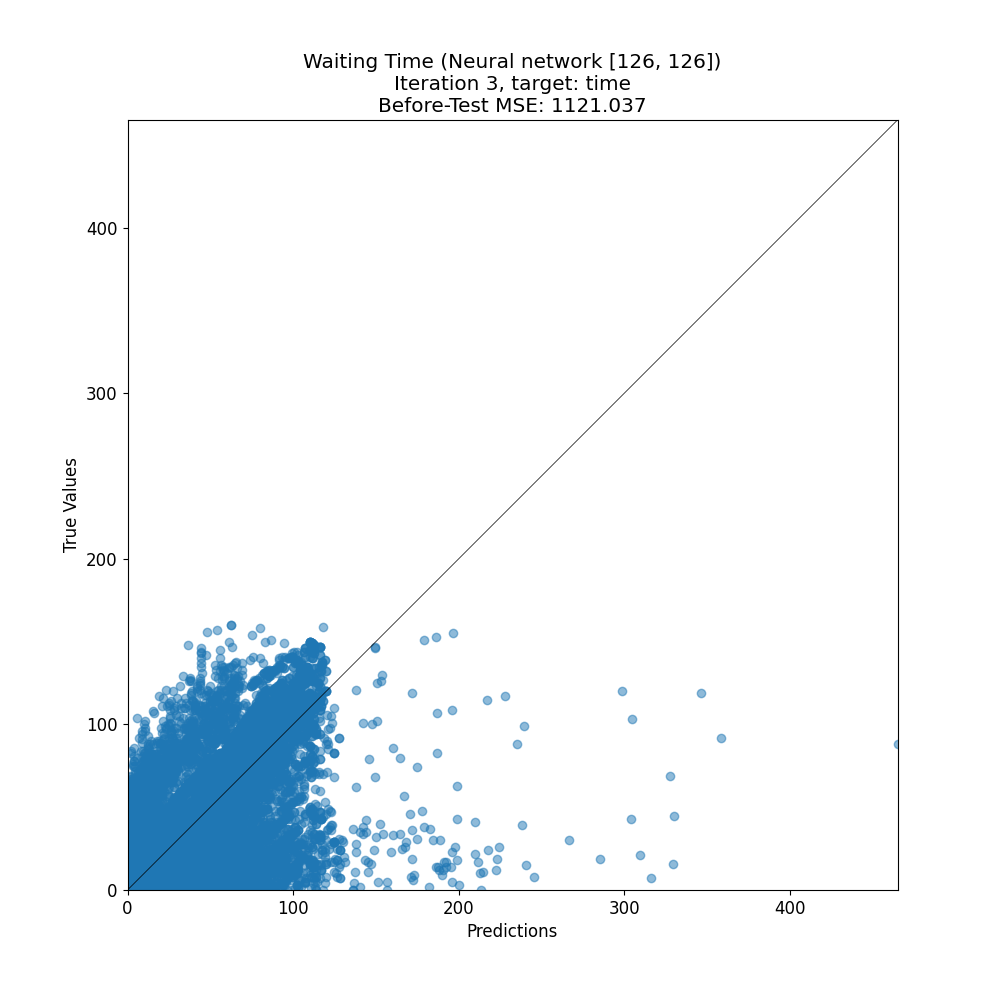 Waiting Time (Neural network [126, 126])
Iteration 3, target: time
Before-Test MSE: 1121.037
400
300
200
100
0
True Values
0 100 200 300 400
Predictions